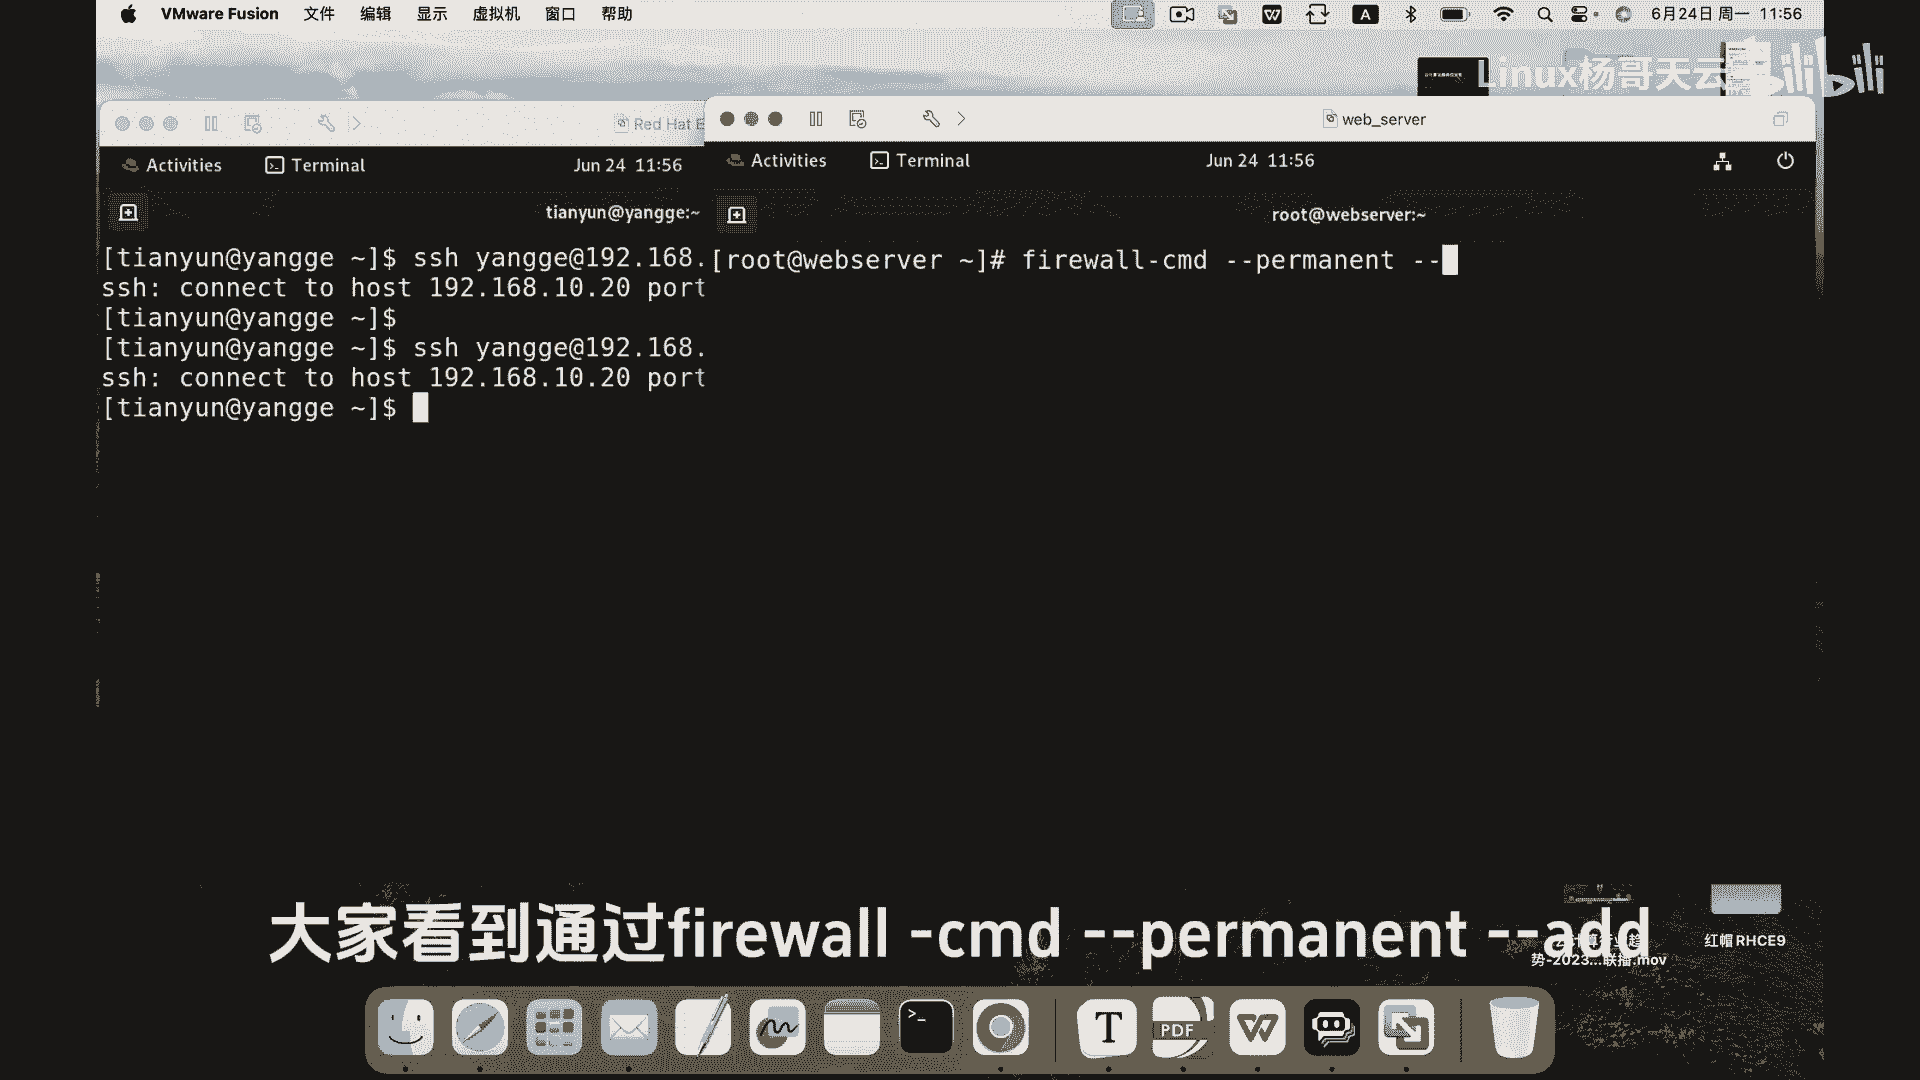 VMware Fusion 文件 编辑 显示 虚拟机 窗口 帮助 6月24日 周一 11:56
Linux杨哥天云 bilibili
Red Hat E
web_server
Activities Terminal Jun 24 11:56
Activities Terminal Jun 24 11:56
tianyun@yangge:~
root@webserver:~
[tianyun@yangge ~]$ ssh yangge@192.168.
ssh: connect to host 192.168.10.20 port
[tianyun@yangge ~]$
[tianyun@yangge ~]$ ssh yangge@192.168.
ssh: connect to host 192.168.10.20 port
[tianyun@yangge ~]$
[root@webserver ~]# firewall-cmd --permanent --
大家看到通过firewall -cmd --permanent --add
势-2023...联播.mov
红帽 RHCE9
PDF